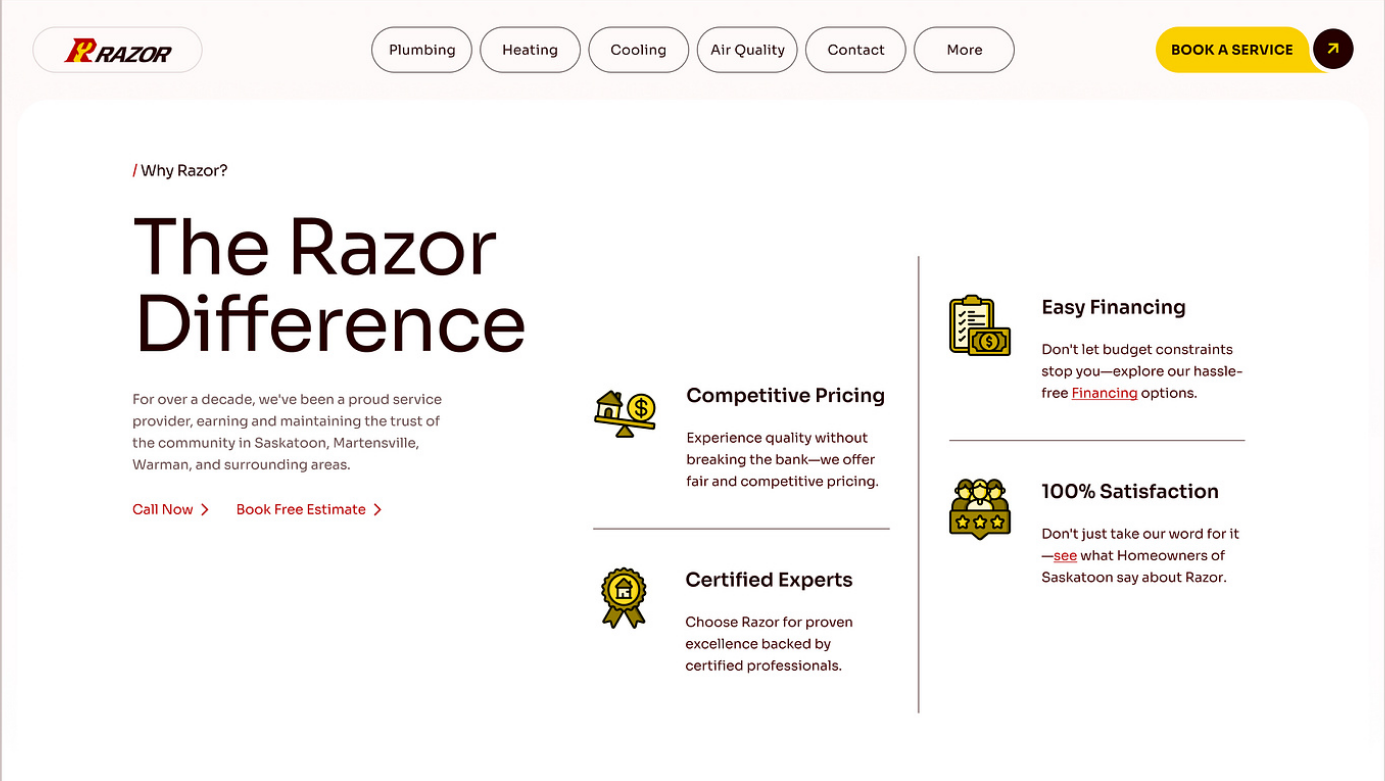 RAZOR
Plumbing
Heating
Cooling
Air Quality
Contact
More
BOOK A SERVICE
/ Why Razor?
The Razor
Difference
For over a decade, we've been a proud service
provider, earning and maintaining the trust of
the community in Saskatoon, Martensville,
Warman, and surrounding areas.
Call Now
Book Free Estimate
Competitive Pricing
Experience quality without
breaking the bank—we offer
fair and competitive pricing.
Certified Experts
Choose Razor for proven
excellence backed by
certified professionals.
Easy Financing
Don't let budget constraints
stop you—explore our hassle-
free Financing options.
100% Satisfaction
Don't just take our word for it
—see what Homeowners of
Saskatoon say about Razor.